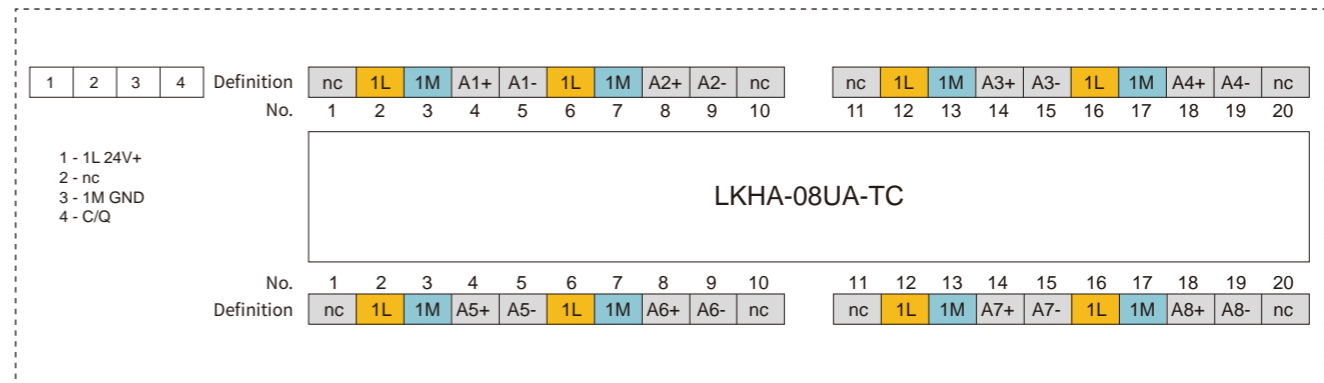 1 2 3 4 Definition nc 1L 1M A1+ A1- 1L 1M A2+ A2- nc nc 1L 1M A3+ A3- 1L 1M A4+ A4- nc
No. 1 2 3 4 5 6 7 8 9 10 11 12 13 14 15 16 17 18 19 20
1 - 1L 24V+
2 - nc
3 - 1M GND
4 - C/Q
LKHA-08UA-TC
No. 1 2 3 4 5 6 7 8 9 10 11 12 13 14 15 16 17 18 19 20
Definition nc 1L 1M A5+ A5- 1L 1M A6+ A6- nc nc 1L 1M A7+ A7- 1L 1M A8+ A8- nc